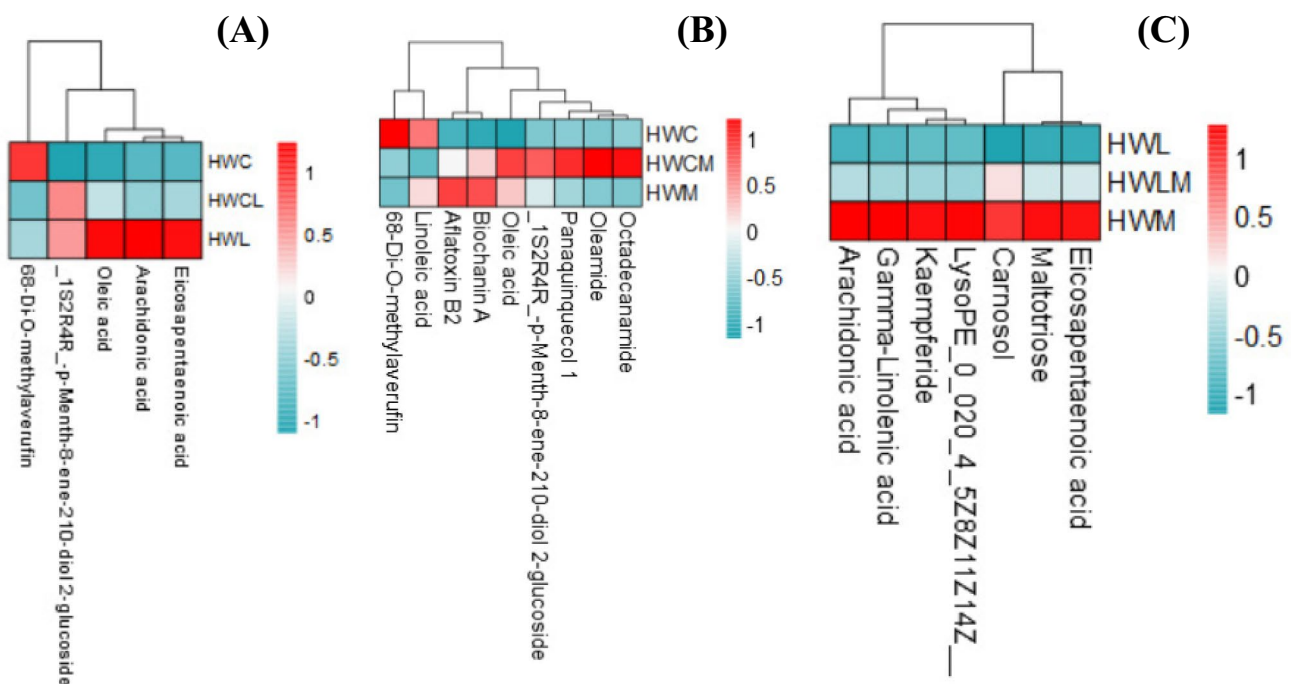 (A)
HWC
HWCL
HWL
68-Di-O-methylaverufin
_1S2R4R_-p-Menth-8-ene-210-diol 2-glucoside
Oleic acid
Arachidonic acid
Eicosapentaenoic acid
1
0.5
0
-0.5
-1
(B)
HWC
HWCM
HWM
68-Di-O-methylaverufin
Linoleic acid
Aflatoxin B2
Biochanin A
Oleic acid
_1S2R4R_-p-Menth-8-ene-210-diol 2-glucoside
Panaquinquecol 1
Oleamide
Octadecanamide
1
0.5
0
-0.5
-1
(C)
HWL
HWLM
HWM
Arachidonic acid
Gamma-Linolenic acid
Kaempferide
LysoPE_0_020_4_5Z8Z11Z14Z__
Carnosol
Maltotriose
Eicosapentaenoic acid
1
0.5
0
-0.5
-1